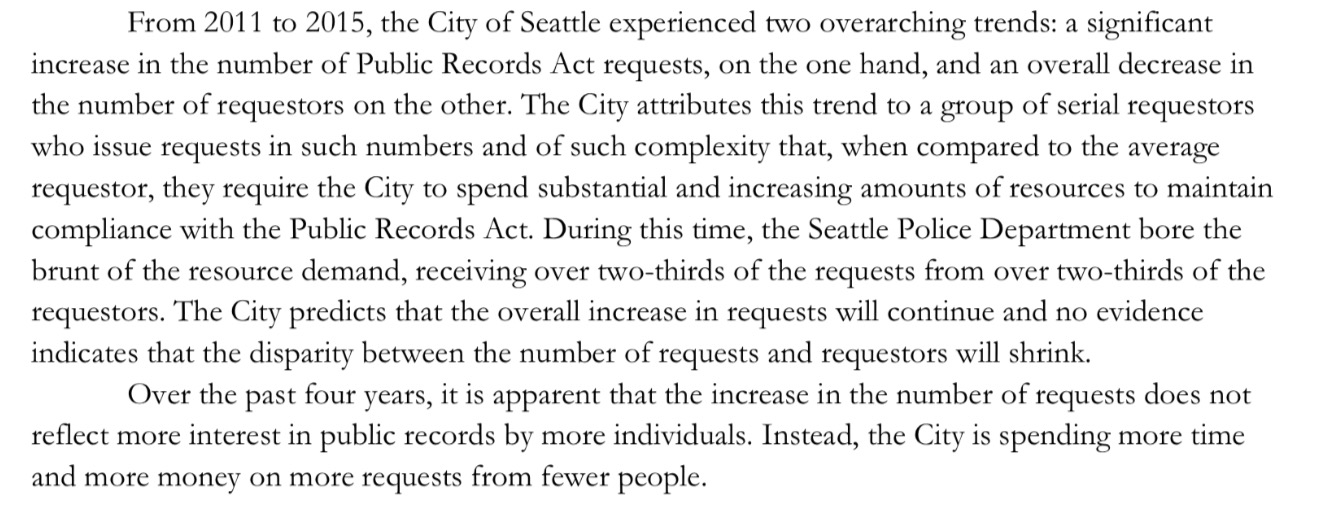 From 2011 to 2015, the City of Seattle experienced two overarching trends: a significant
increase in the number of Public Records Act requests, on the one hand, and an overall decrease in
the number of requestors on the other. The City attributes this trend to a group of serial requestors
who issue requests in such numbers and of such complexity that, when compared to the average
requestor, they require the City to spend substantial and increasing amounts of resources to maintain
compliance with the Public Records Act. During this time, the Seattle Police Department bore the
brunt of the resource demand, receiving over two-thirds of the requests from over two-thirds of the
requestors. The City predicts that the overall increase in requests will continue and no evidence
indicates that the disparity between the number of requests and requestors will shrink.
Over the past four years, it is apparent that the increase in the number of requests does not
reflect more interest in public records by more individuals. Instead, the City is spending more time
and more money on more requests from fewer people.